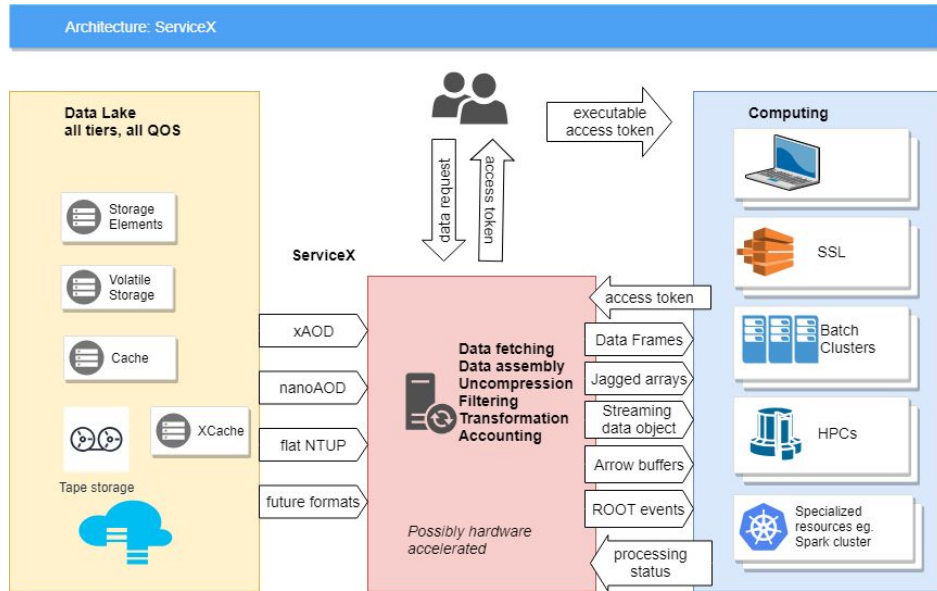 Architecture: ServiceX
Data Lake
all tiers, all QOS
Storage
Elements
Volatile
Storage
Cache
XCache
Tape storage
ServiceX
xAOD
nanoAOD
flat NTUP
future formats
data request
access token
executable
access token
Data fetching
Data assembly
Uncompression
Filtering
Transformation
Accounting
Possibly hardware
accelerated
access token
Data Frames
Jagged arrays
Streaming
data object
Arrow buffers
ROOT events
processing
status
Computing
SSL
Batch
Clusters
HPCs
Specialized
resources eg.
Spark cluster